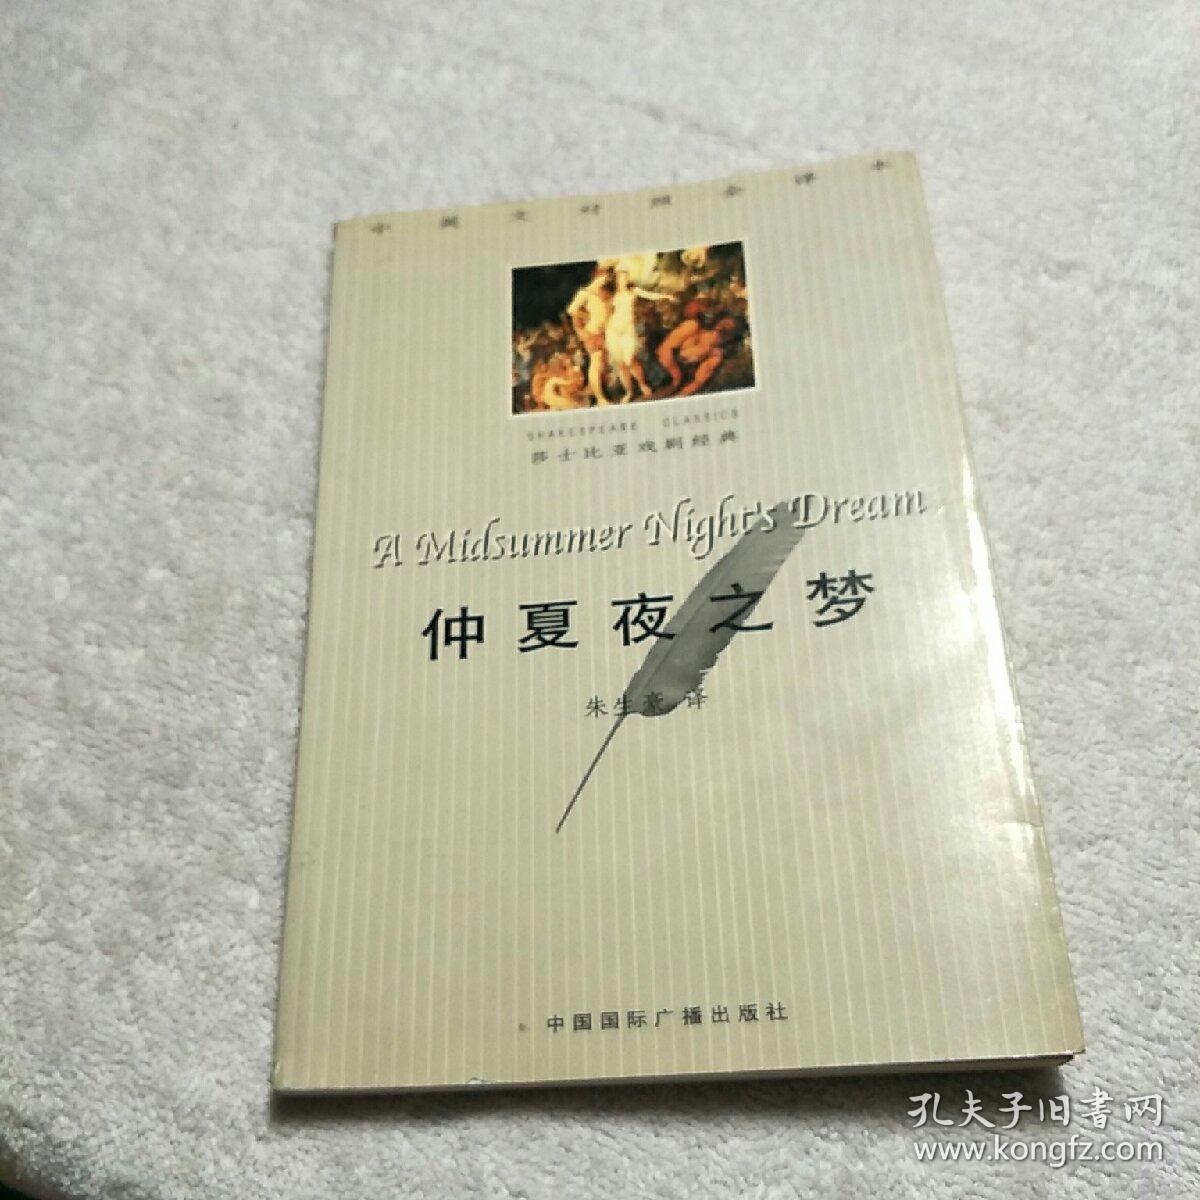 中英文对照全译本
SHAKESPEARE CLASSICS
莎士比亚戏剧经典
A Midsummer Night's Dream
仲夏夜之梦
朱生豪 译
中国国际广播出版社
孔夫子旧書网
www.kongfz.com